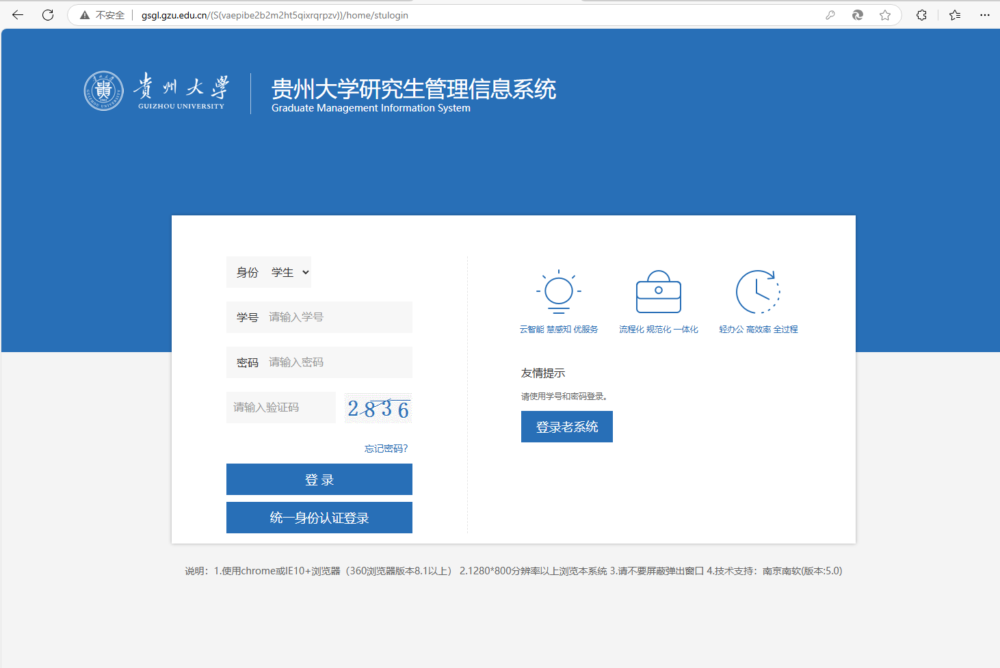 不安全 gsgl.gzu.edu.cn/(S(vaepibe2b2m2ht5qixrqrpzv))/home/stulogin
貴州大學
GUIZHOU UNIVERSITY
贵州大学研究生管理信息系统
Graduate Management Information System
身份 学生
学号 请输入学号
密码 请输入密码
请输入验证码 2836
忘记密码?
登 录
统一身份认证登录
云智能 慧感知 优服务
流程化 规范化 一体化
轻办公 高效率 全过程
友情提示
请使用学号和密码登录。
登录老系统
说明：1.使用chrome或IE10+浏览器（360浏览器版本8.1以上） 2.1280*800分辨率以上浏览本系统 3.请不要屏蔽弹出窗口 4.技术支持：南京南软(版本:5.0)